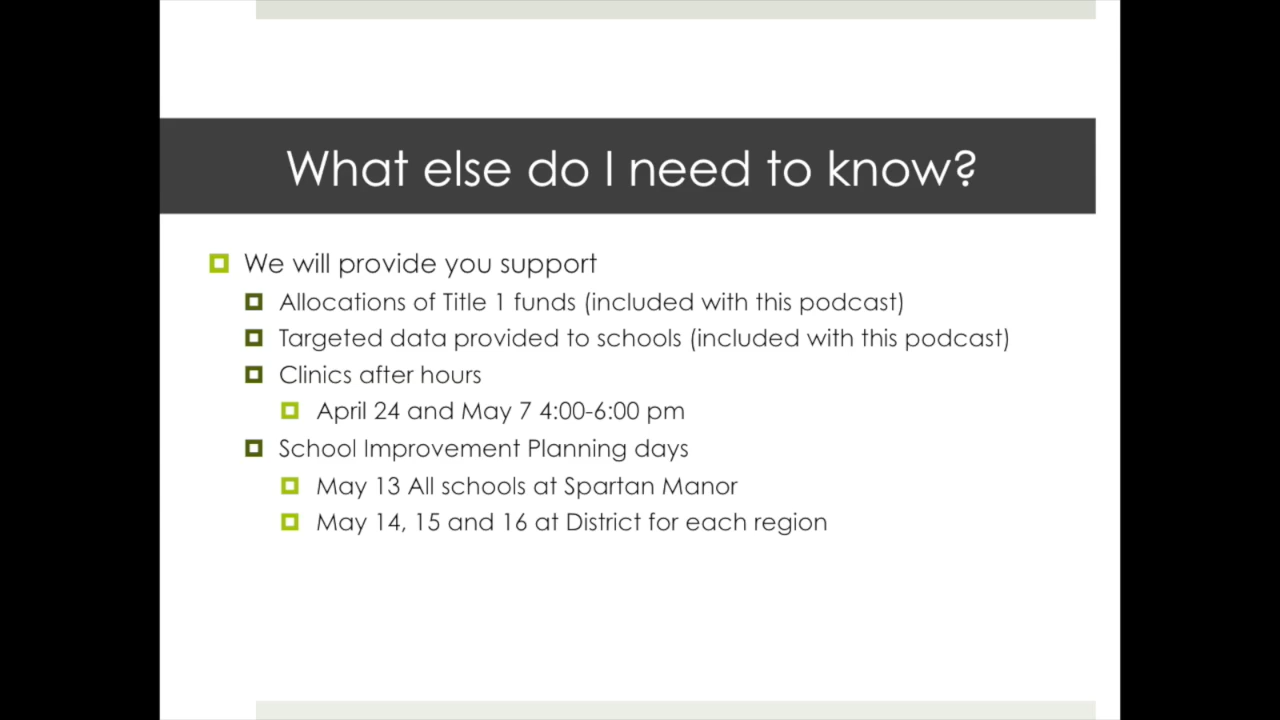 What else do I need to know?
We will provide you support
Allocations of Title 1 funds (included with this podcast)
Targeted data provided to schools (included with this podcast)
Clinics after hours
April 24 and May 7 4:00-6:00 pm
School Improvement Planning days
May 13 All schools at Spartan Manor
May 14, 15 and 16 at District for each region